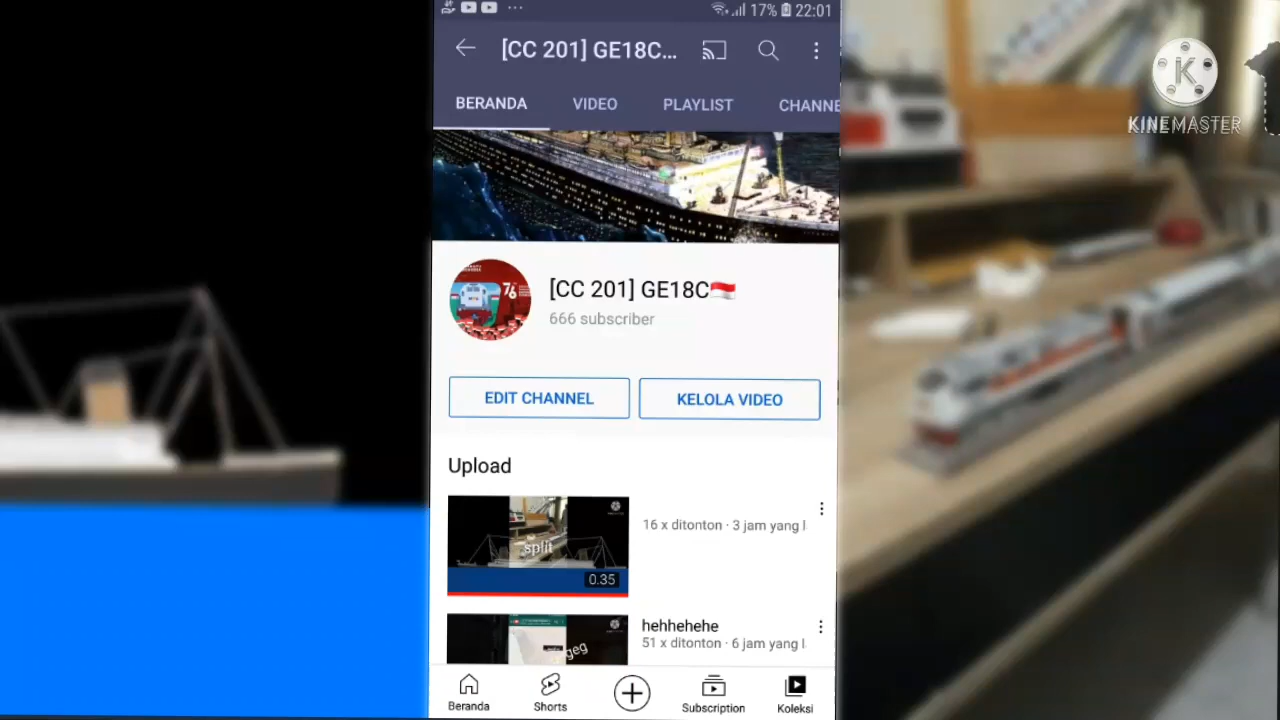 17% 22:01
[CC 201] GE18C...
BERANDA VIDEO PLAYLIST CHANNE
[CC 201] GE18C🇮🇩
666 subscriber
EDIT CHANNEL KELOLA VIDEO
Upload
split
0.35
16 x ditonton · 3 jam yang l
hehhehehe
51 x ditonton · 6 jam yang l
Beranda Shorts Subscription Koleksi
K
KINEMASTER
76